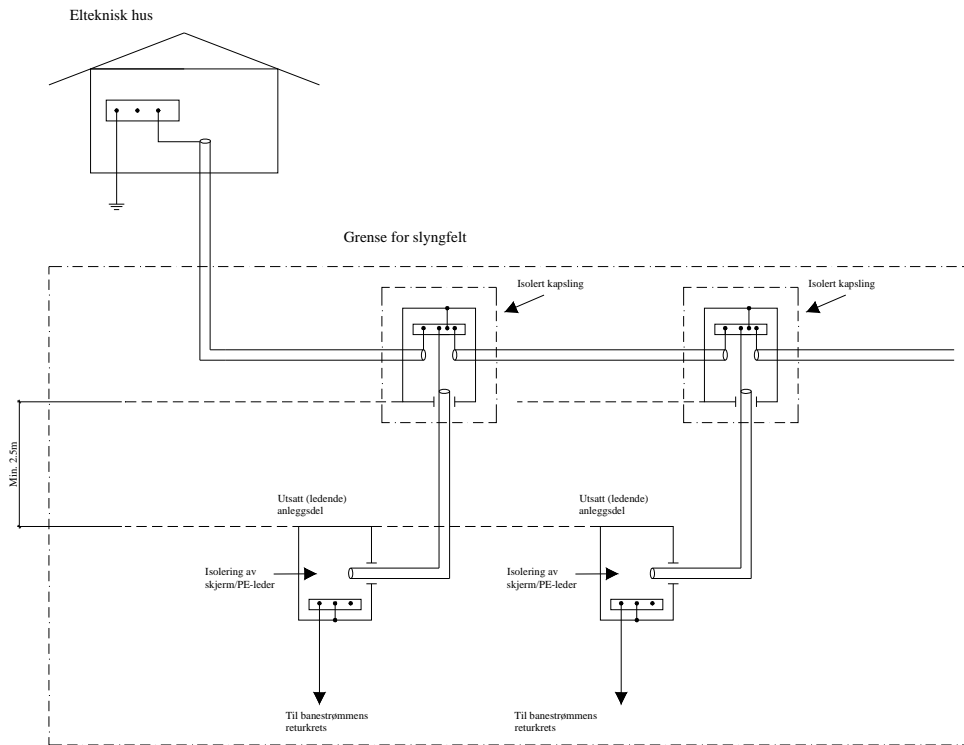 Elteknisk hus
Grense for slyngfelt
Isolert kapsling
Isolert kapsling
Min. 2.5m
Utsatt (ledende)
anleggsdel
Utsatt (ledende)
anleggsdel
Isolering av
skjerm/PE-leder
Isolering av
skjerm/PE-leder
Til banestrømmens
returkrets
Til banestrømmens
returkrets